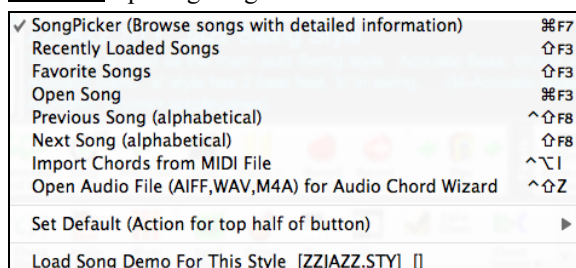 ✓ SongPicker (Browse songs with detailed information) ⌘F7
Recently Loaded Songs ⇧F3
Favorite Songs ⇧F3
Open Song ⌘F3
Previous Song (alphabetical) ^⇧F8
Next Song (alphabetical) ⇧F8
Import Chords from MIDI File ^⌥I
Open Audio File (AIFF,WAV,M4A) for Audio Chord Wizard ^⇧Z
Set Default (Action for top half of button) ▶
Load Song Demo For This Style [ZZJAZZ.STY] []